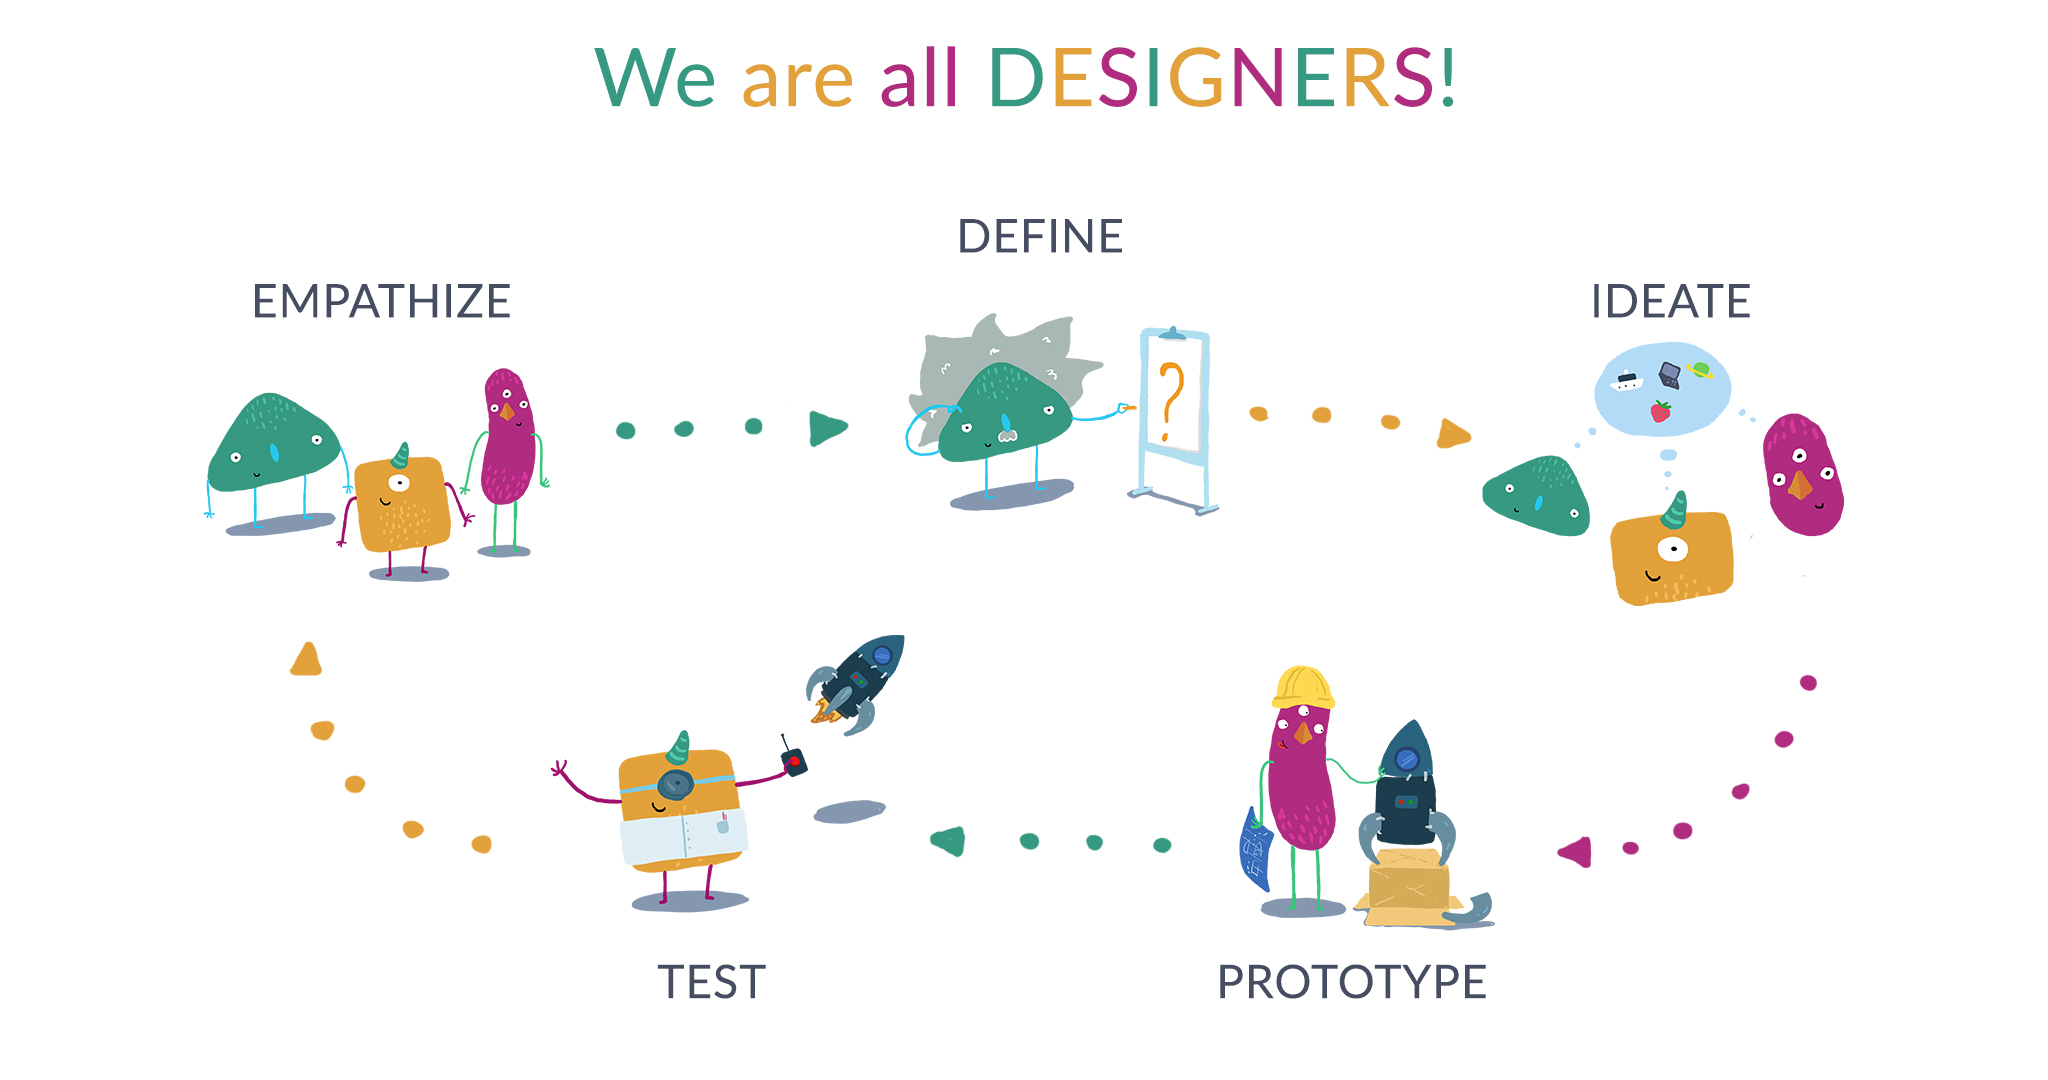 We are all DESIGNERS!
DEFINE
EMPATHIZE
IDEATE
?
TEST
PROTOTYPE